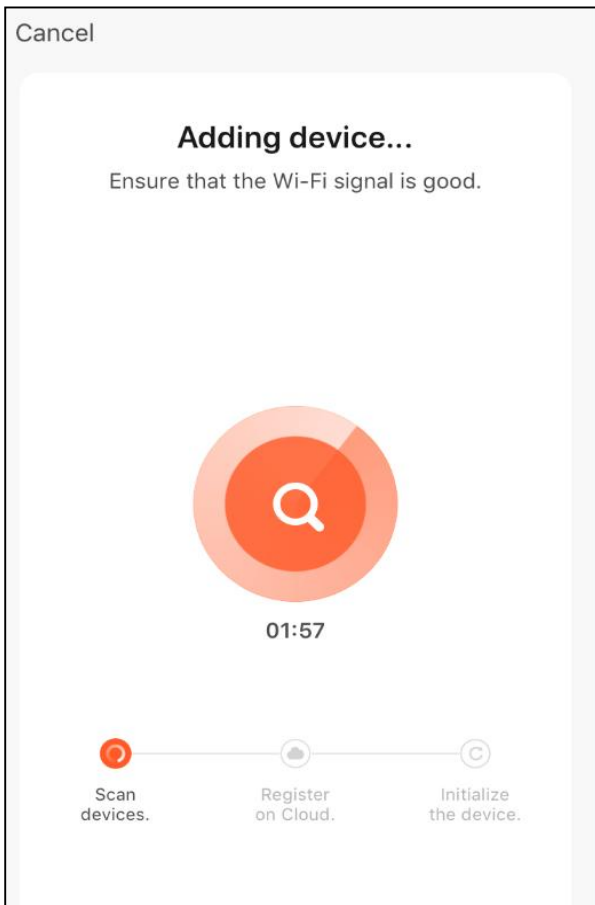 Cancel
Adding device...
Ensure that the Wi-Fi signal is good.
01:57
Scan
devices.
Register
on Cloud.
Initialize
the device.